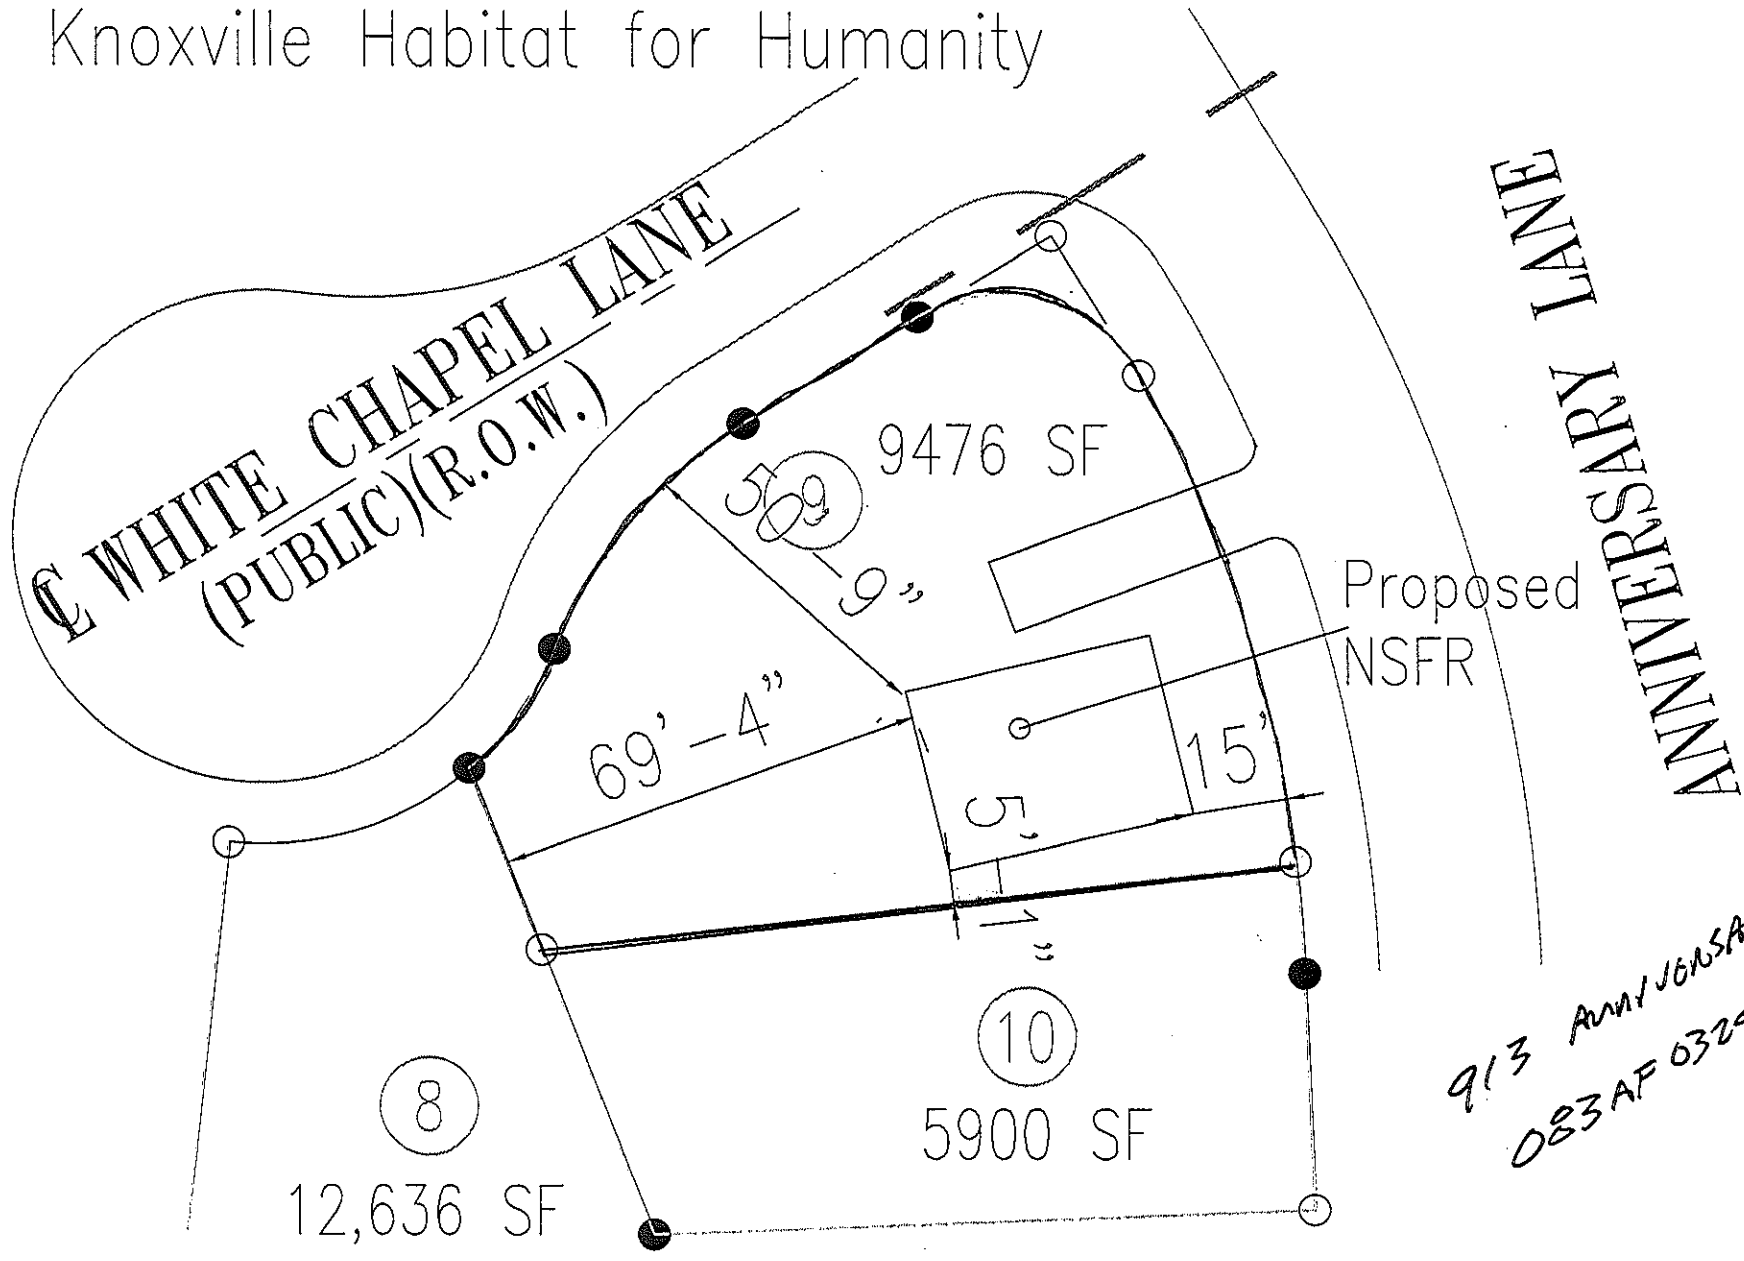 Knoxville Habitat for Humanity
℄ WHITE CHAPEL LANE
(PUBLIC)(R.O.W.)
ANNIVERSARY LANE
9
9476 SF
50'-9"
Proposed
NSFR
69'-4"
15'
5'-1"
10
5900 SF
8
12,636 SF
913
083AF